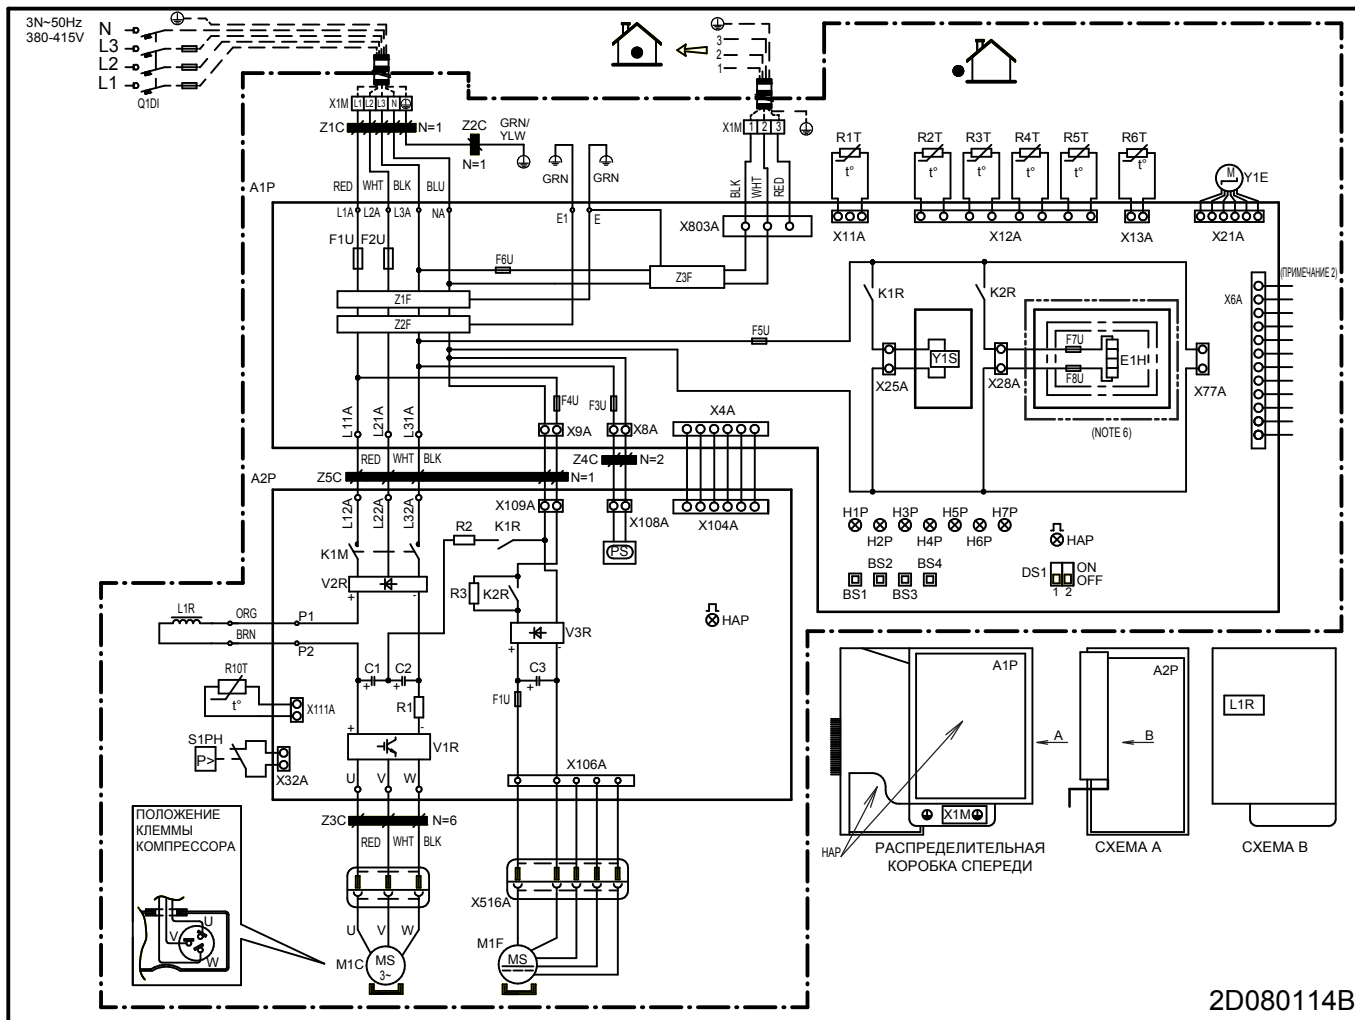 3N~50Hz
380-415V
N
L3
L2
L1
Q1DI
3
2
1
X1M L1 L2 L3 N
Z1C N=1
Z2C
N=1
GRN/
YLW
GRN
GRN
X1M 1 2 3
A1P
RED WHT BLK BLU
BLK WHT RED
L1A L2A L3A NA
E1 E
F1U F2U
F6U
Z1F
Z2F
Z3F
X803A
F5U
R1T R2T R3T R4T R5T R6T
t° t° t° t° t° t°
M Y1E
X11A X12A X13A X21A
(ПРИМЕЧАНИЕ 2)
X6A
K1R K2R
Y1S
F7U
F8U
E1H
X25A X28A X77A
(NOTE 6)
L11A L21A L31A
F4U F3U
X9A X8A X4A
RED WHT BLK
Z4C N=2
A2P Z5C N=1
L12A L22A L32A
X109A X108A X104A
PS
K1M
R2 K1R
V2R
+ -
R3 K2R
V3R
+ -
HAP
H1P H3P H5P H7P
H2P H4P H6P
HAP
BS2 BS4
BS1 BS3
DS1 ON
OFF
1 2
L1R ORG P1
BRN P2
R10T
t°
X111A
S1PH
P>
X32A
C1 C2 C3
+ + +
R1
F1U
+ -
V1R
U V W
X106A
Z3C N=6
RED WHT BLK
X516A
U V W
M1C MS
3~
M1F MS
ПОЛОЖЕНИЕ
КЛЕММЫ
КОМПРЕССОРА
U
V
W
A1P
A2P
L1R
A
B
X1M
HAP
РАСПРЕДЕЛИТЕЛЬНАЯ
КОРОБКА СПЕРЕДИ
СХЕМА A
СХЕМА B
2D080114B